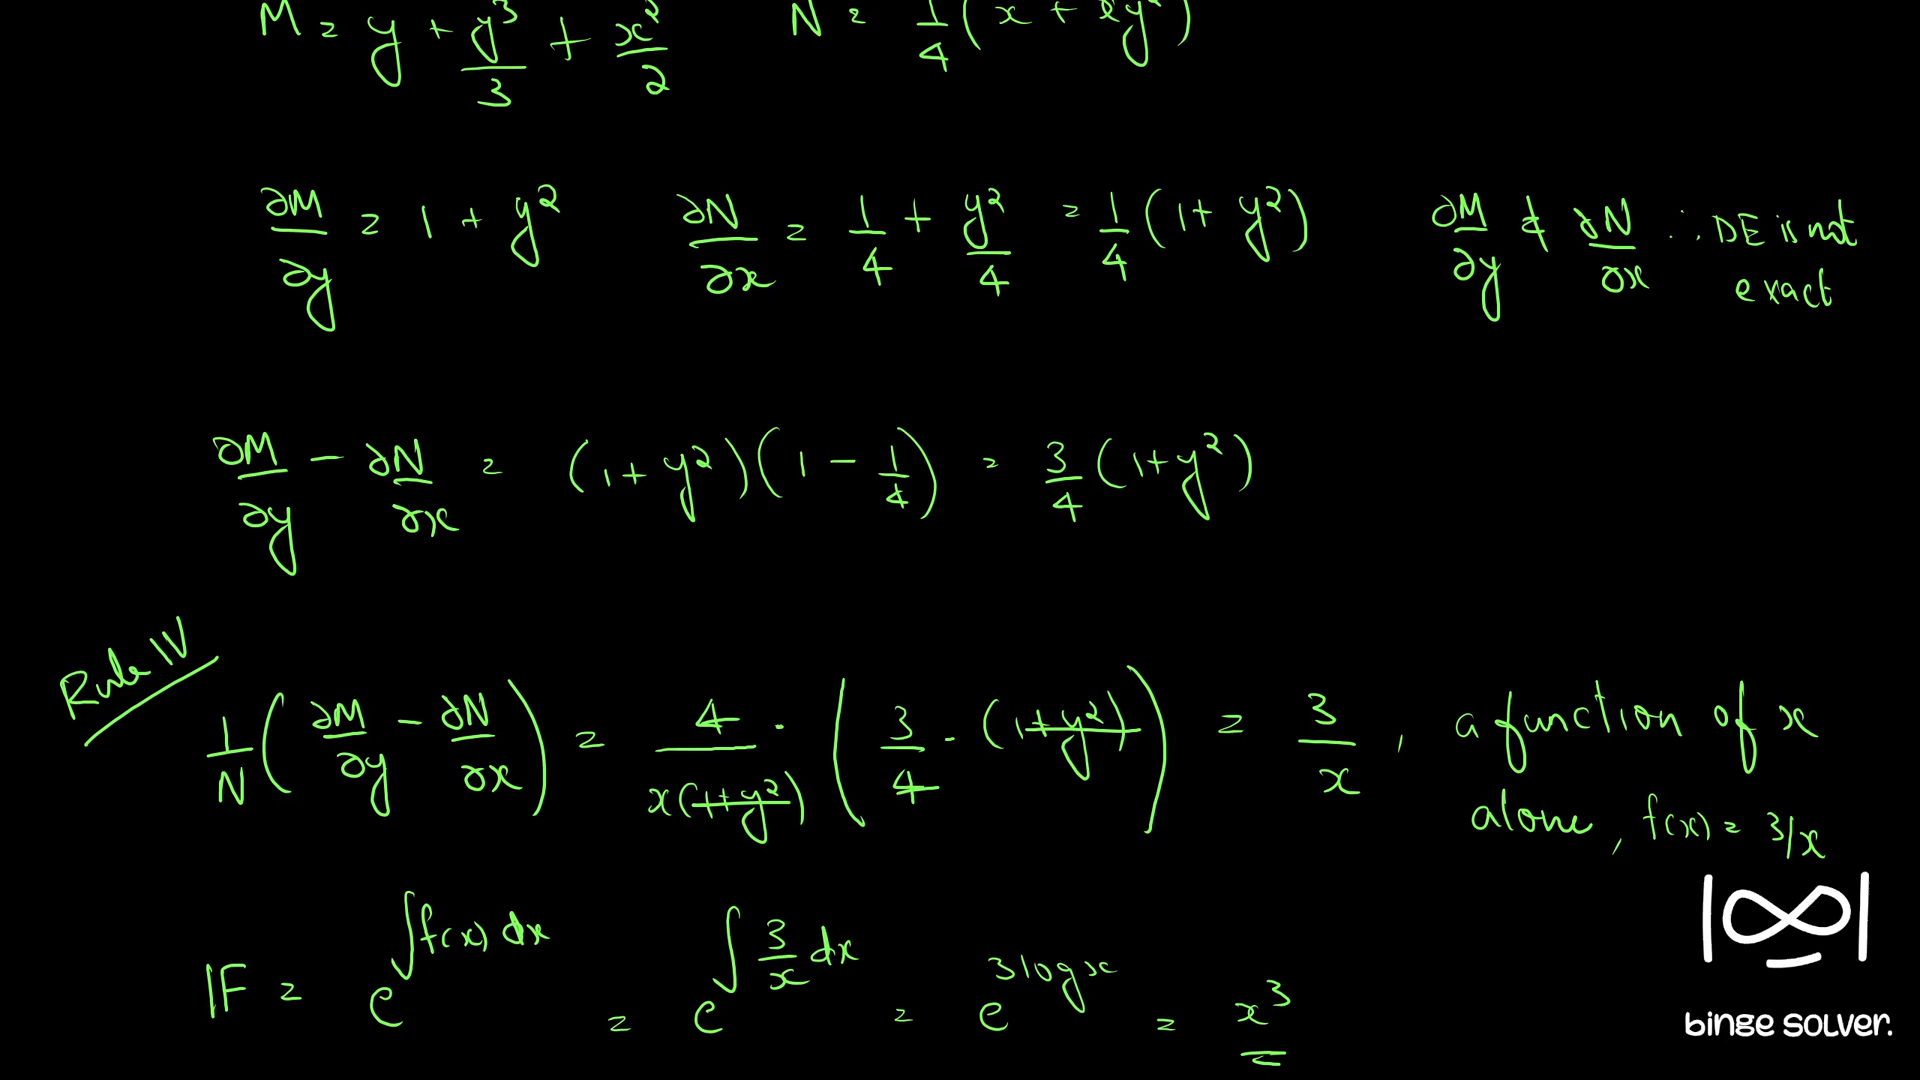 M = y + y³/3 + x²/2 N = 1/4 (x + xy²)
∂M/∂y = 1 + y² ∂N/∂x = 1/4 + y²/4 = 1/4 (1 + y²) ∂M/∂y ≠ ∂N/∂x ∴ DE is not
exact
∂M/∂y − ∂N/∂x = (1 + y²)(1 − 1/4) = 3/4 (1 + y²)
Rule IV
1/N (∂M/∂y − ∂N/∂x) = 4/x(1+y²) · (3/4 · (1+y²)) = 3/x , a function of x
alone, f(x) = 3/x
IF = e^∫f(x) dx = e^∫3/x dx = e^3logx = x³
binge solver.